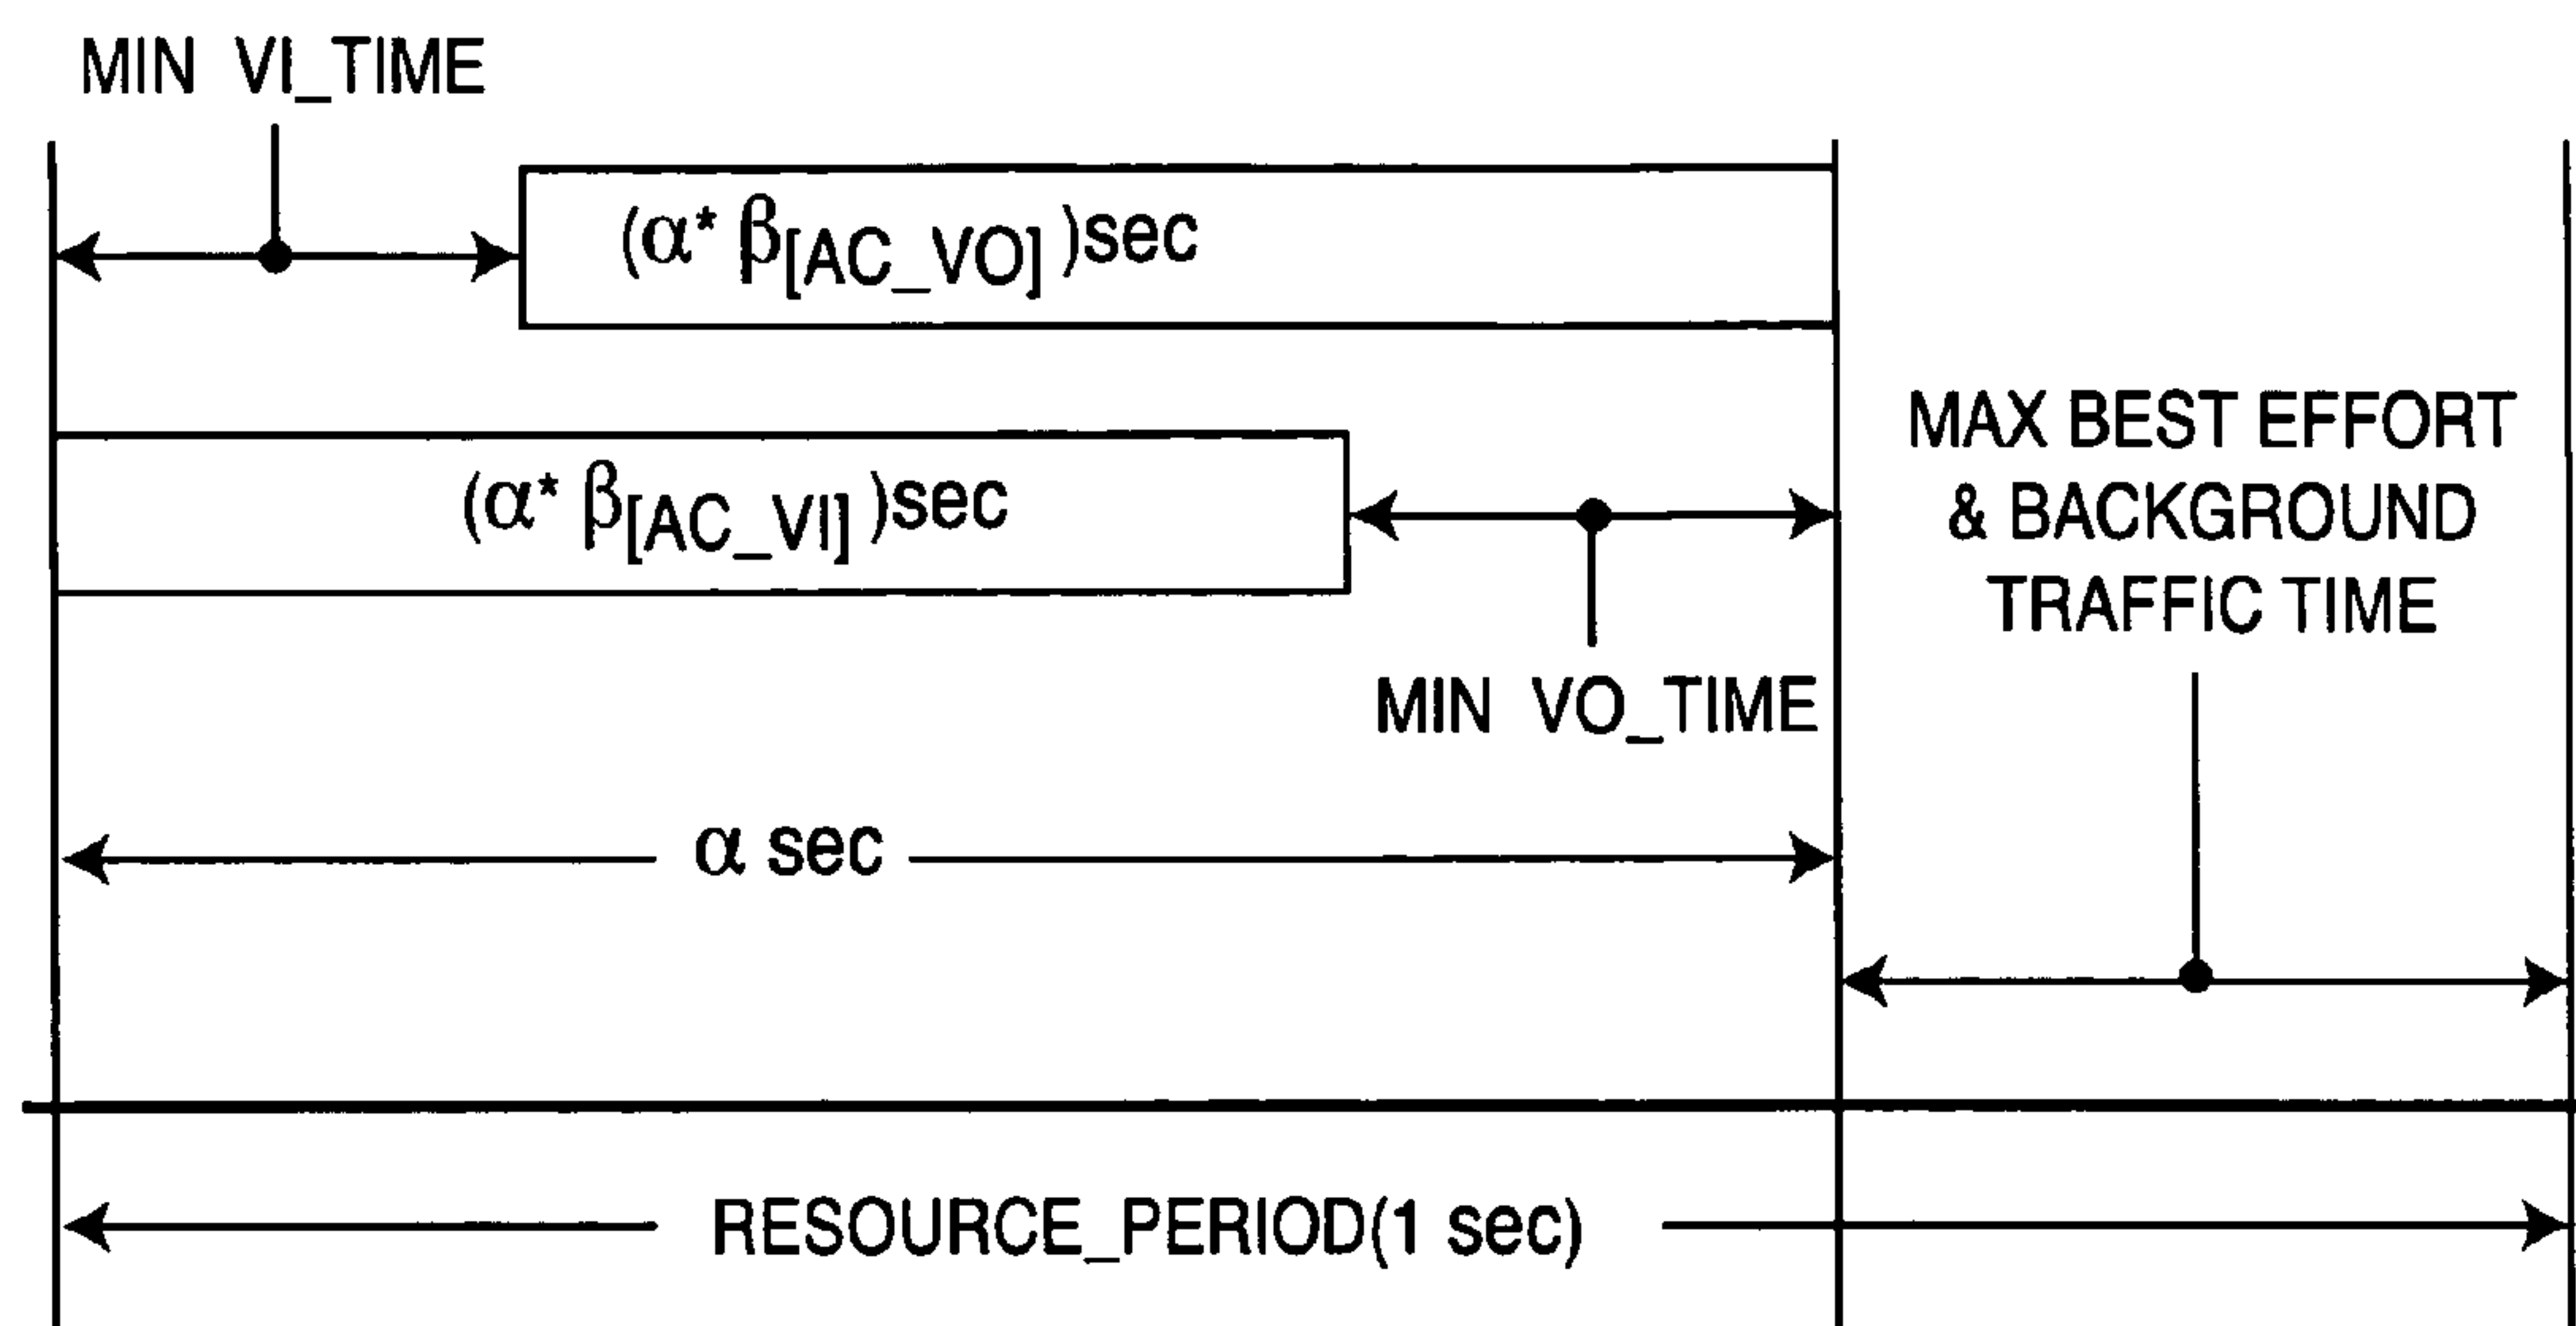 MIN VI_TIME
(α* β[AC_VO] )sec
MAX BEST EFFORT
& BACKGROUND
TRAFFIC TIME
(α* β[AC_VI] )sec
MIN VO_TIME
α sec
RESOURCE_PERIOD(1 sec)